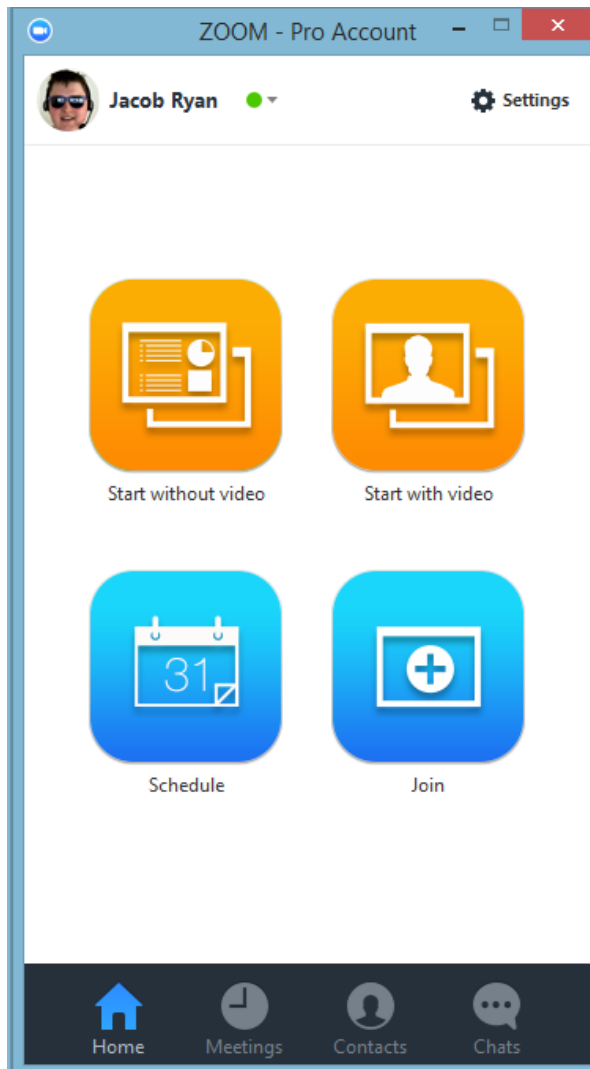 ZOOM - Pro Account
Jacob Ryan
Settings
Start without video
Start with video
31
Schedule
Join
Home
Meetings
Contacts
Chats